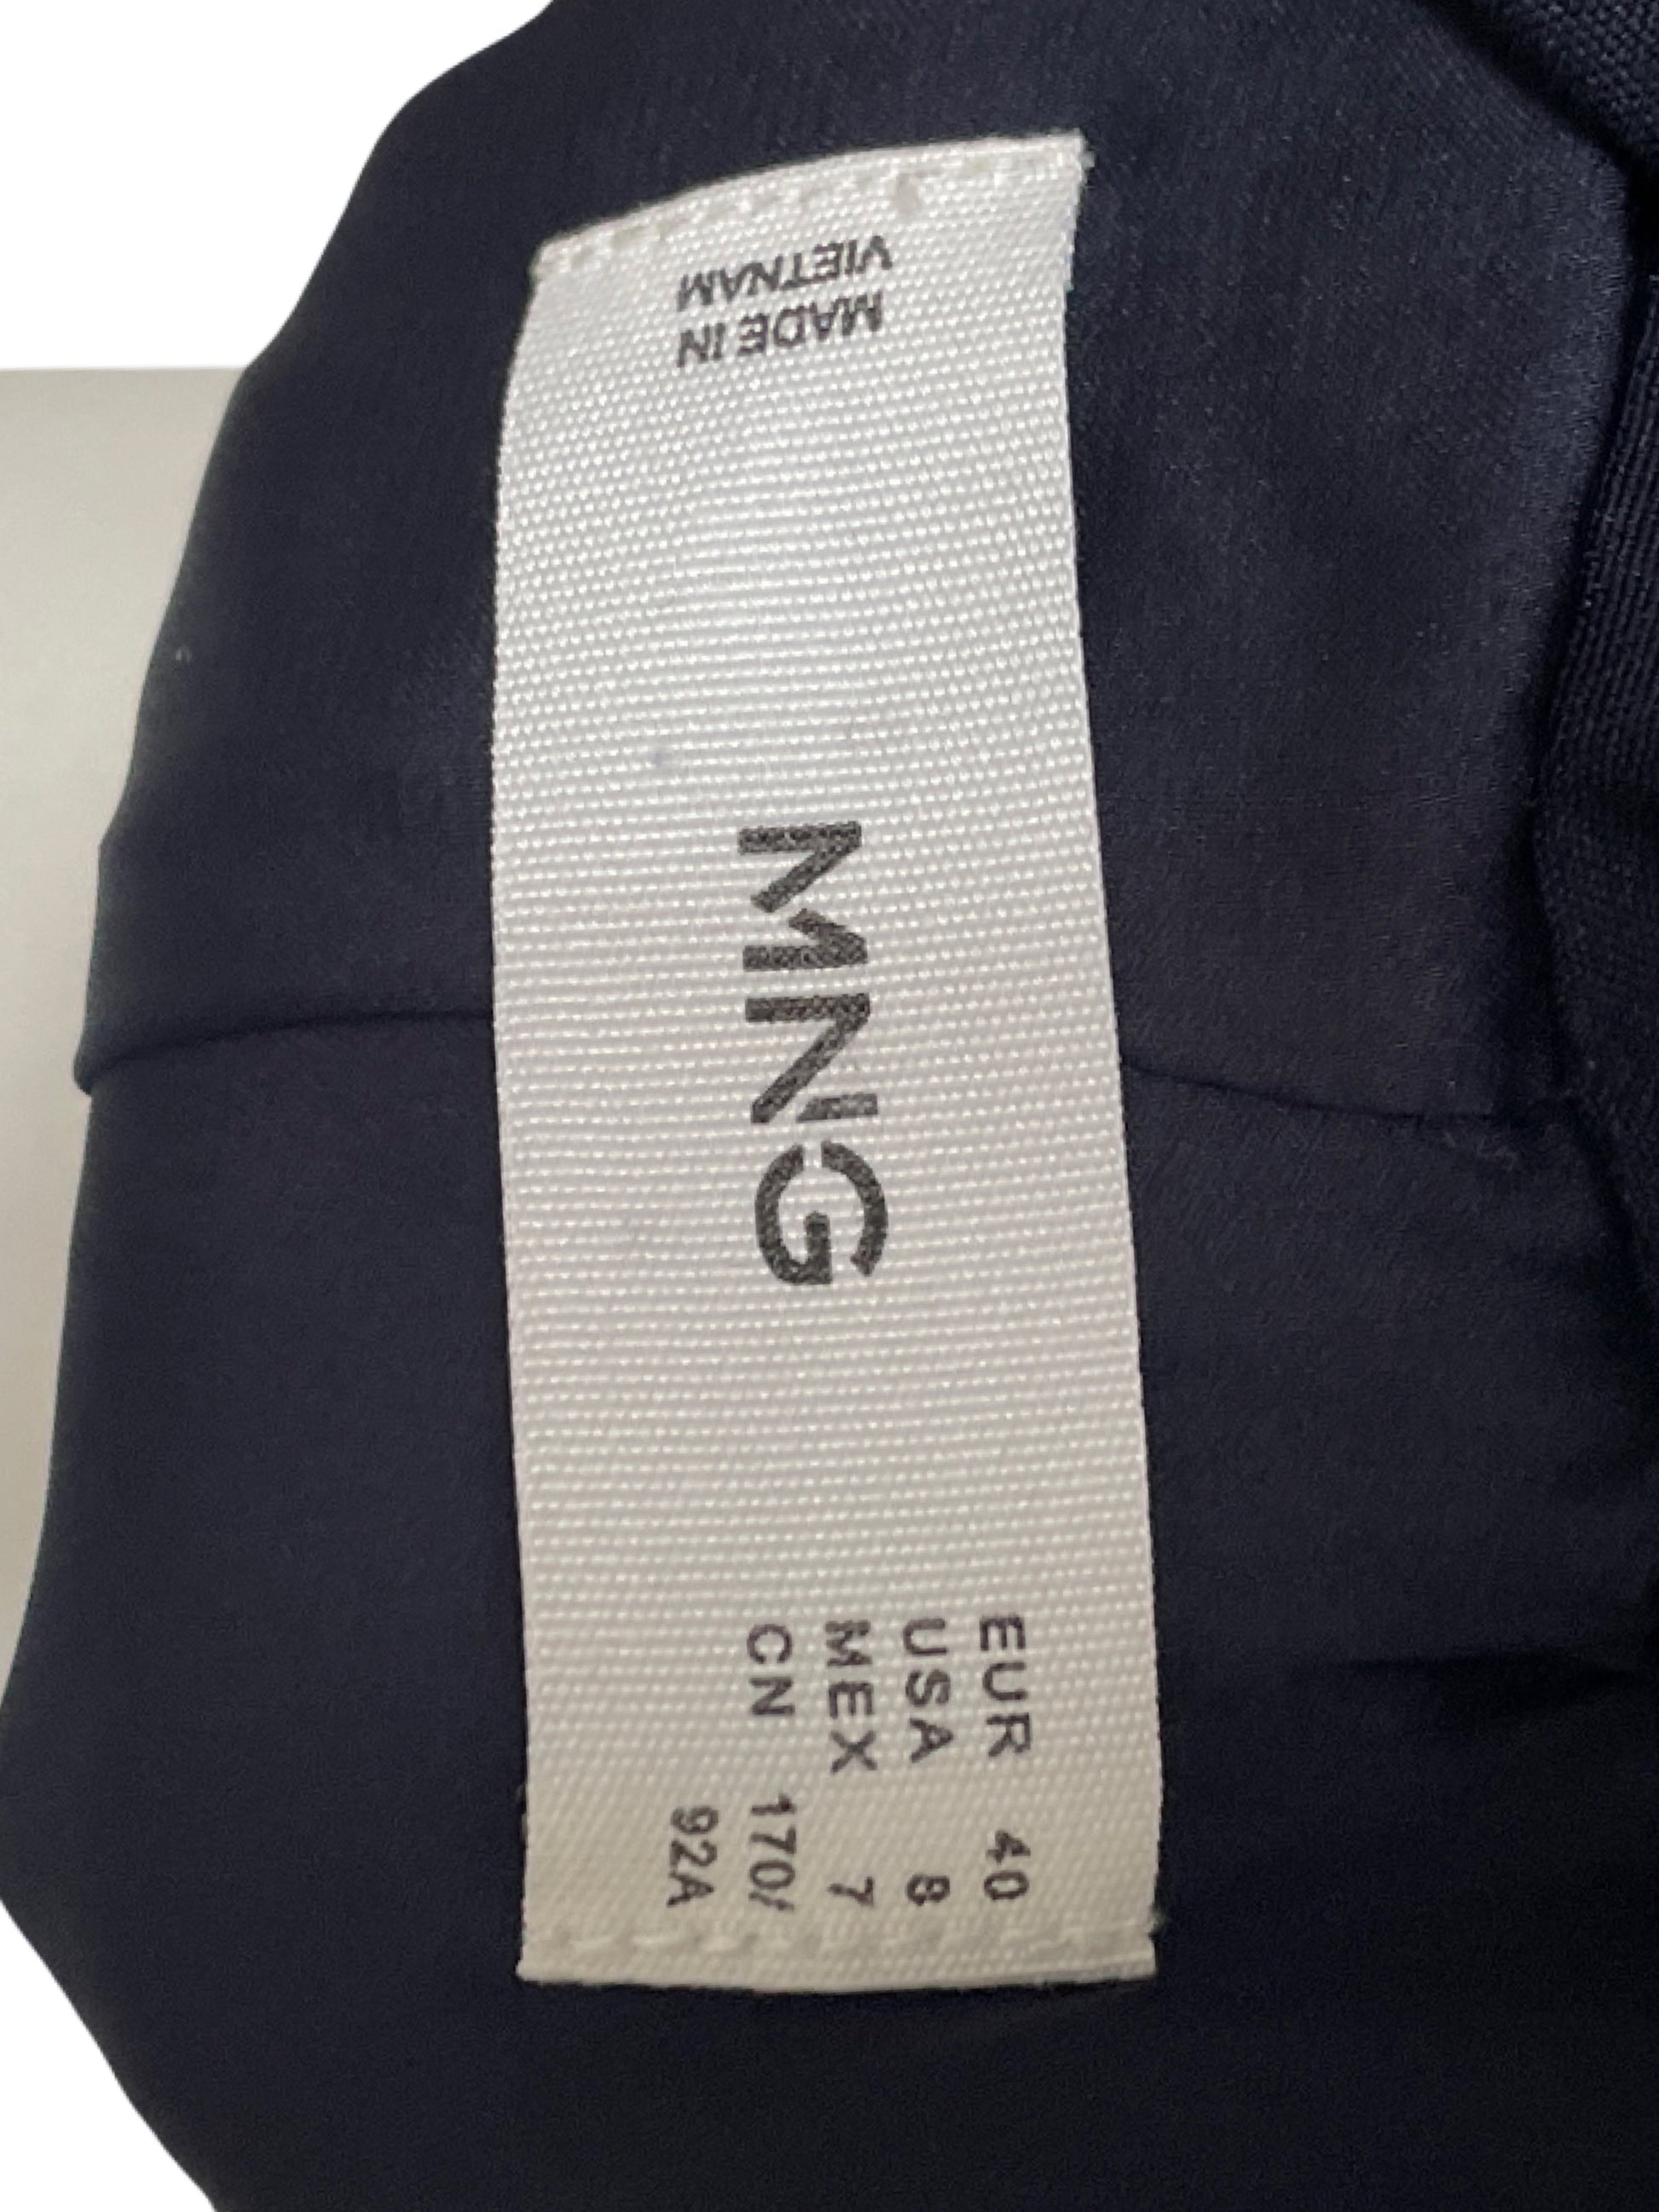 MADE IN
VIETNAM
MNG
EUR 40
USA 8
MEX 7
CN 170/
92A